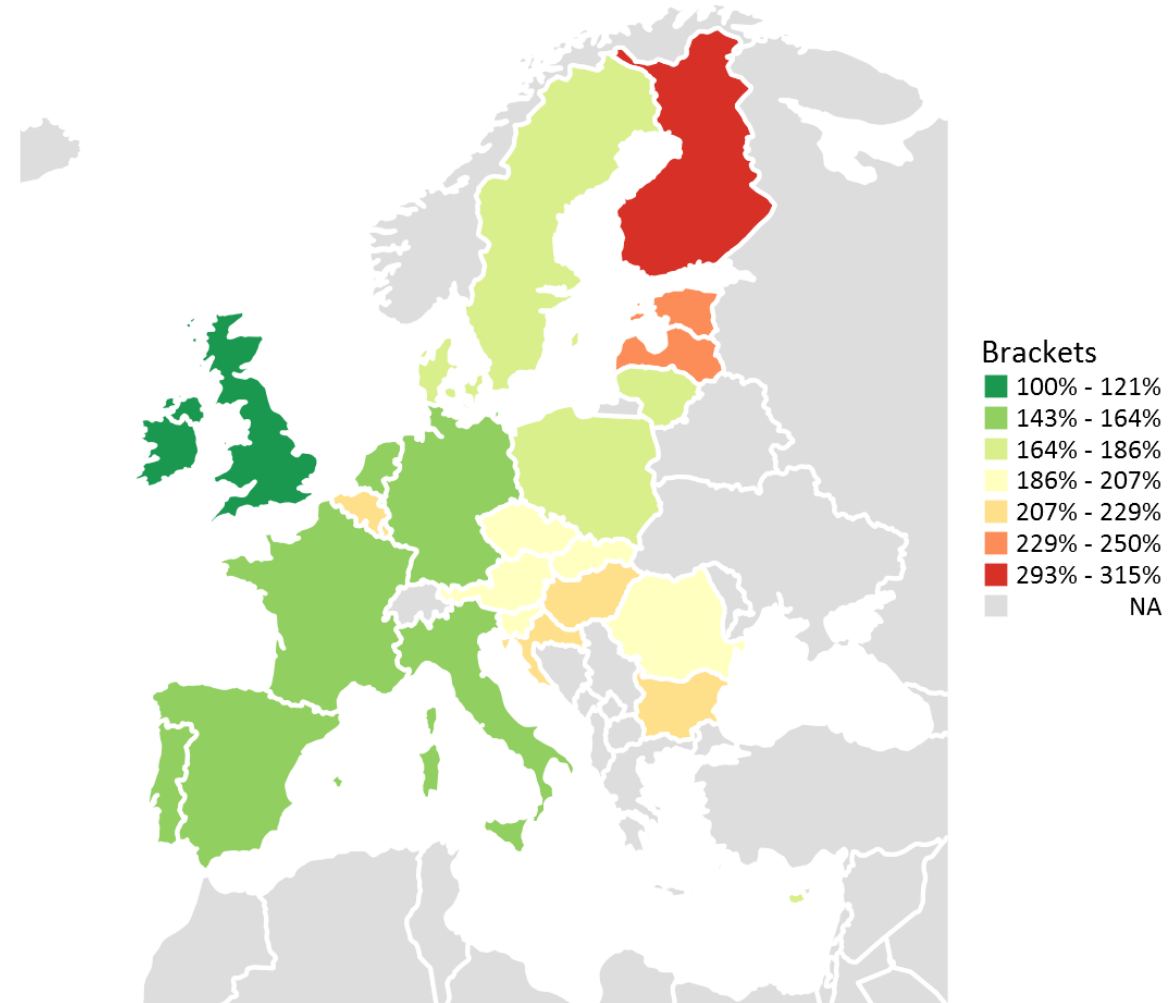 Brackets
100% - 121%
143% - 164%
164% - 186%
186% - 207%
207% - 229%
229% - 250%
293% - 315%
NA